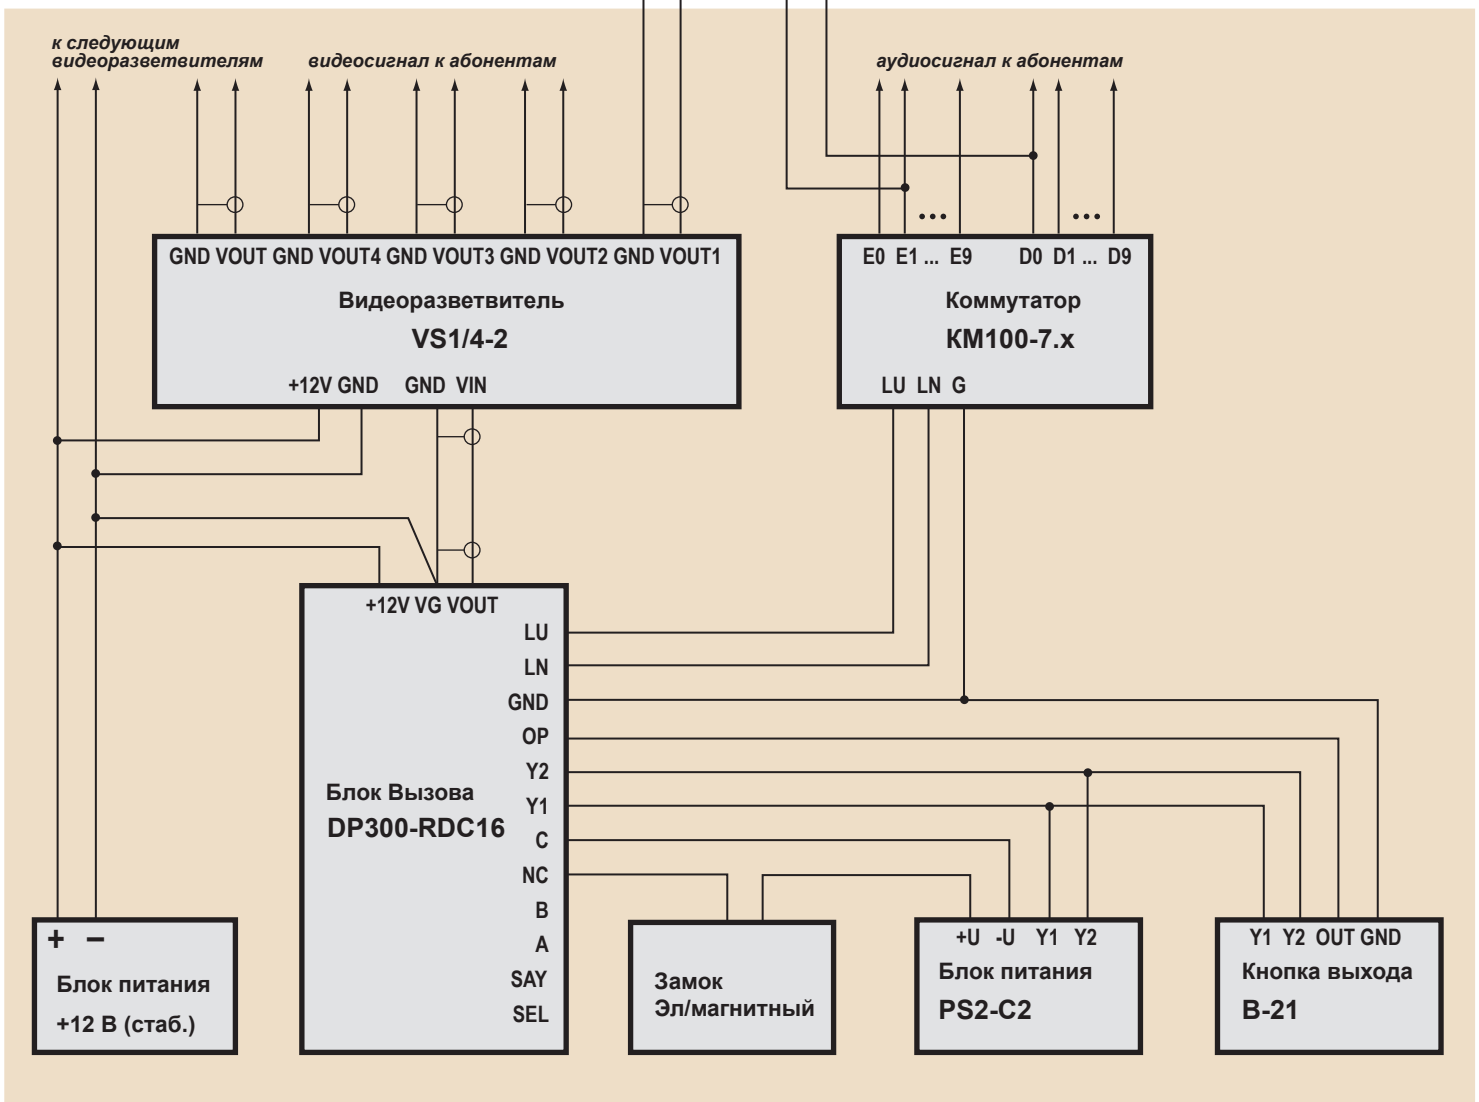 к следующим
видеоразветвителям
видеосигнал к абонентам
аудиосигнал к абонентам
GND VOUT GND VOUT4 GND VOUT3 GND VOUT2 GND VOUT1
Видеоразветвитель
VS1/4-2
+12V GND GND VIN
E0 E1 ... E9 D0 D1 ... D9
Коммутатор
КМ100-7.x
LU LN G
+12V VG VOUT
LU
LN
GND
OP
Y2
Y1
C
NC
B
A
SAY
SEL
Блок Вызова
DP300-RDC16
+ −
Блок питания
+12 В (стаб.)
Замок
Эл/магнитный
+U -U Y1 Y2
Блок питания
PS2-C2
Y1 Y2 OUT GND
Кнопка выхода
B-21